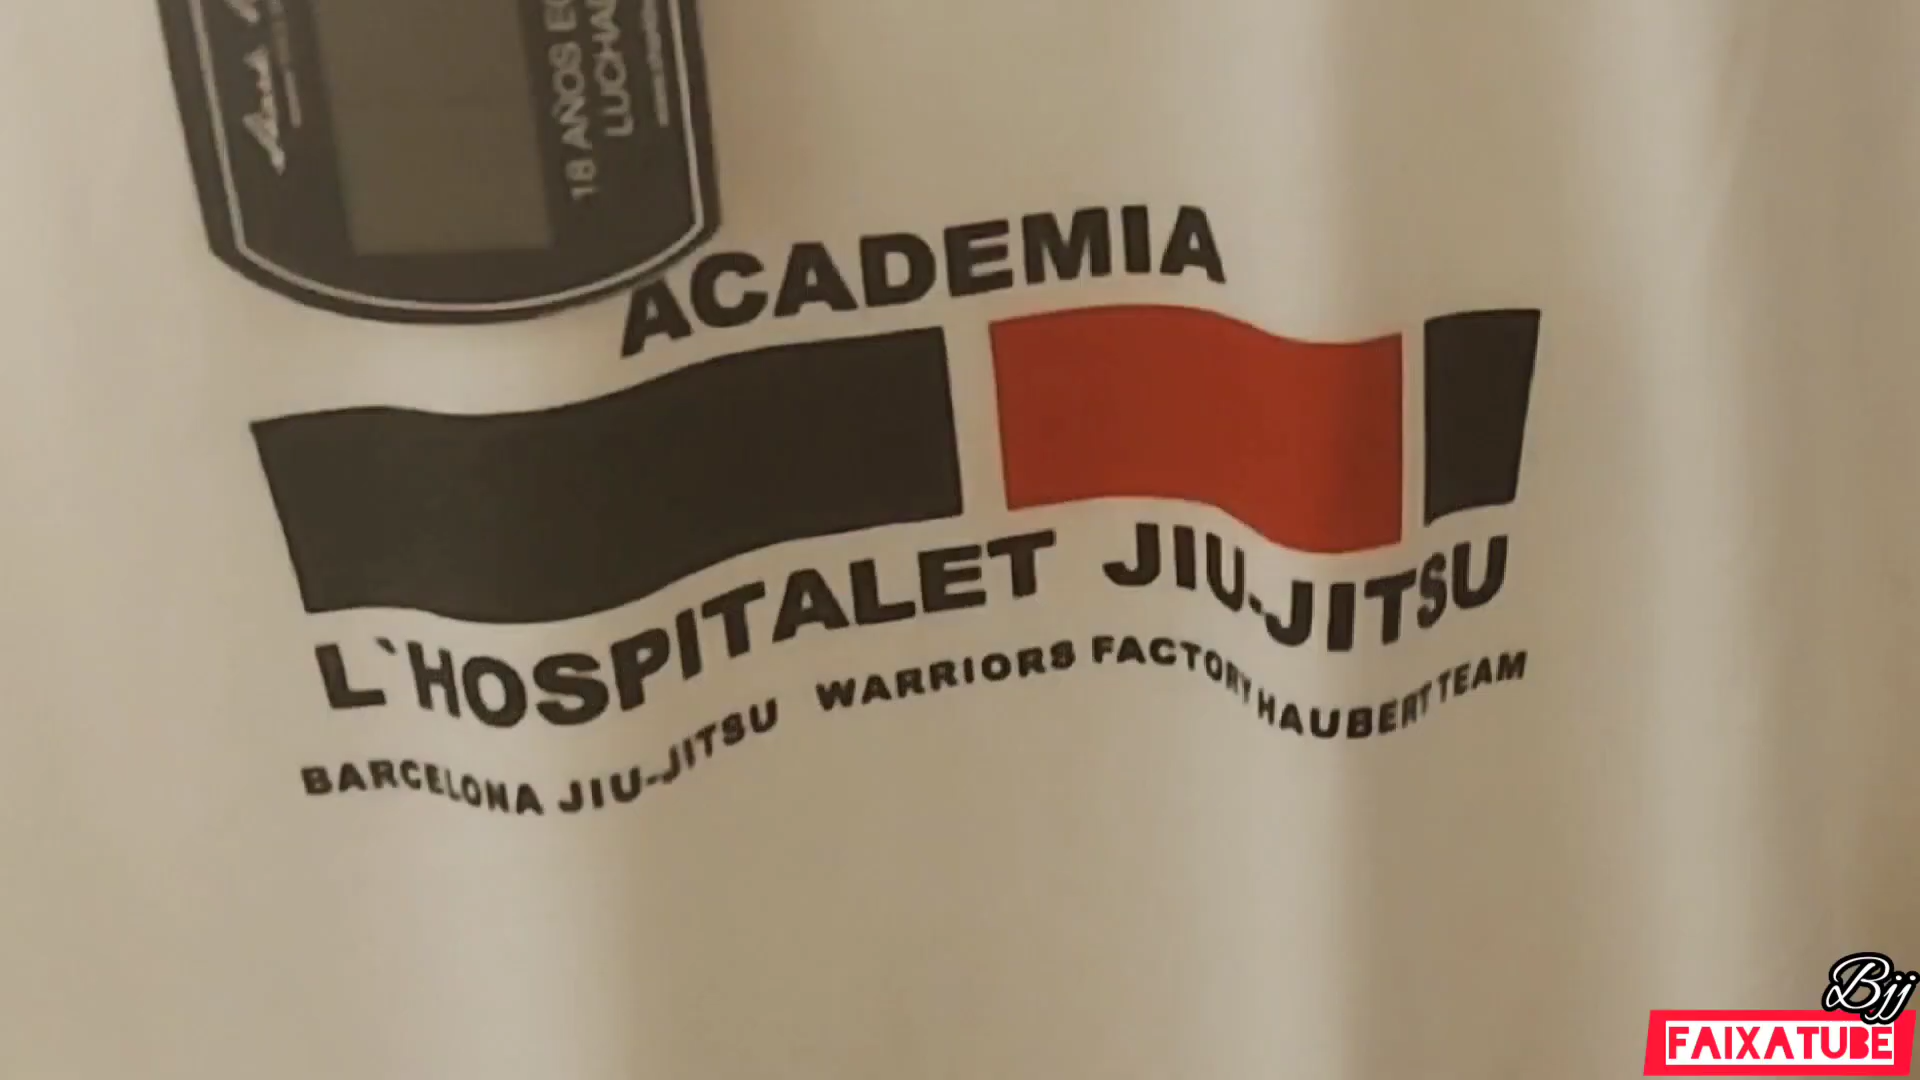 18 AÑOS
ACADEMIA
L`HOSPITALET JIU-JITSU
BARCELONA JIU-JITSU WARRIORS FACTORY HAUBERT TEAM
Bjj
FAIXATUBE